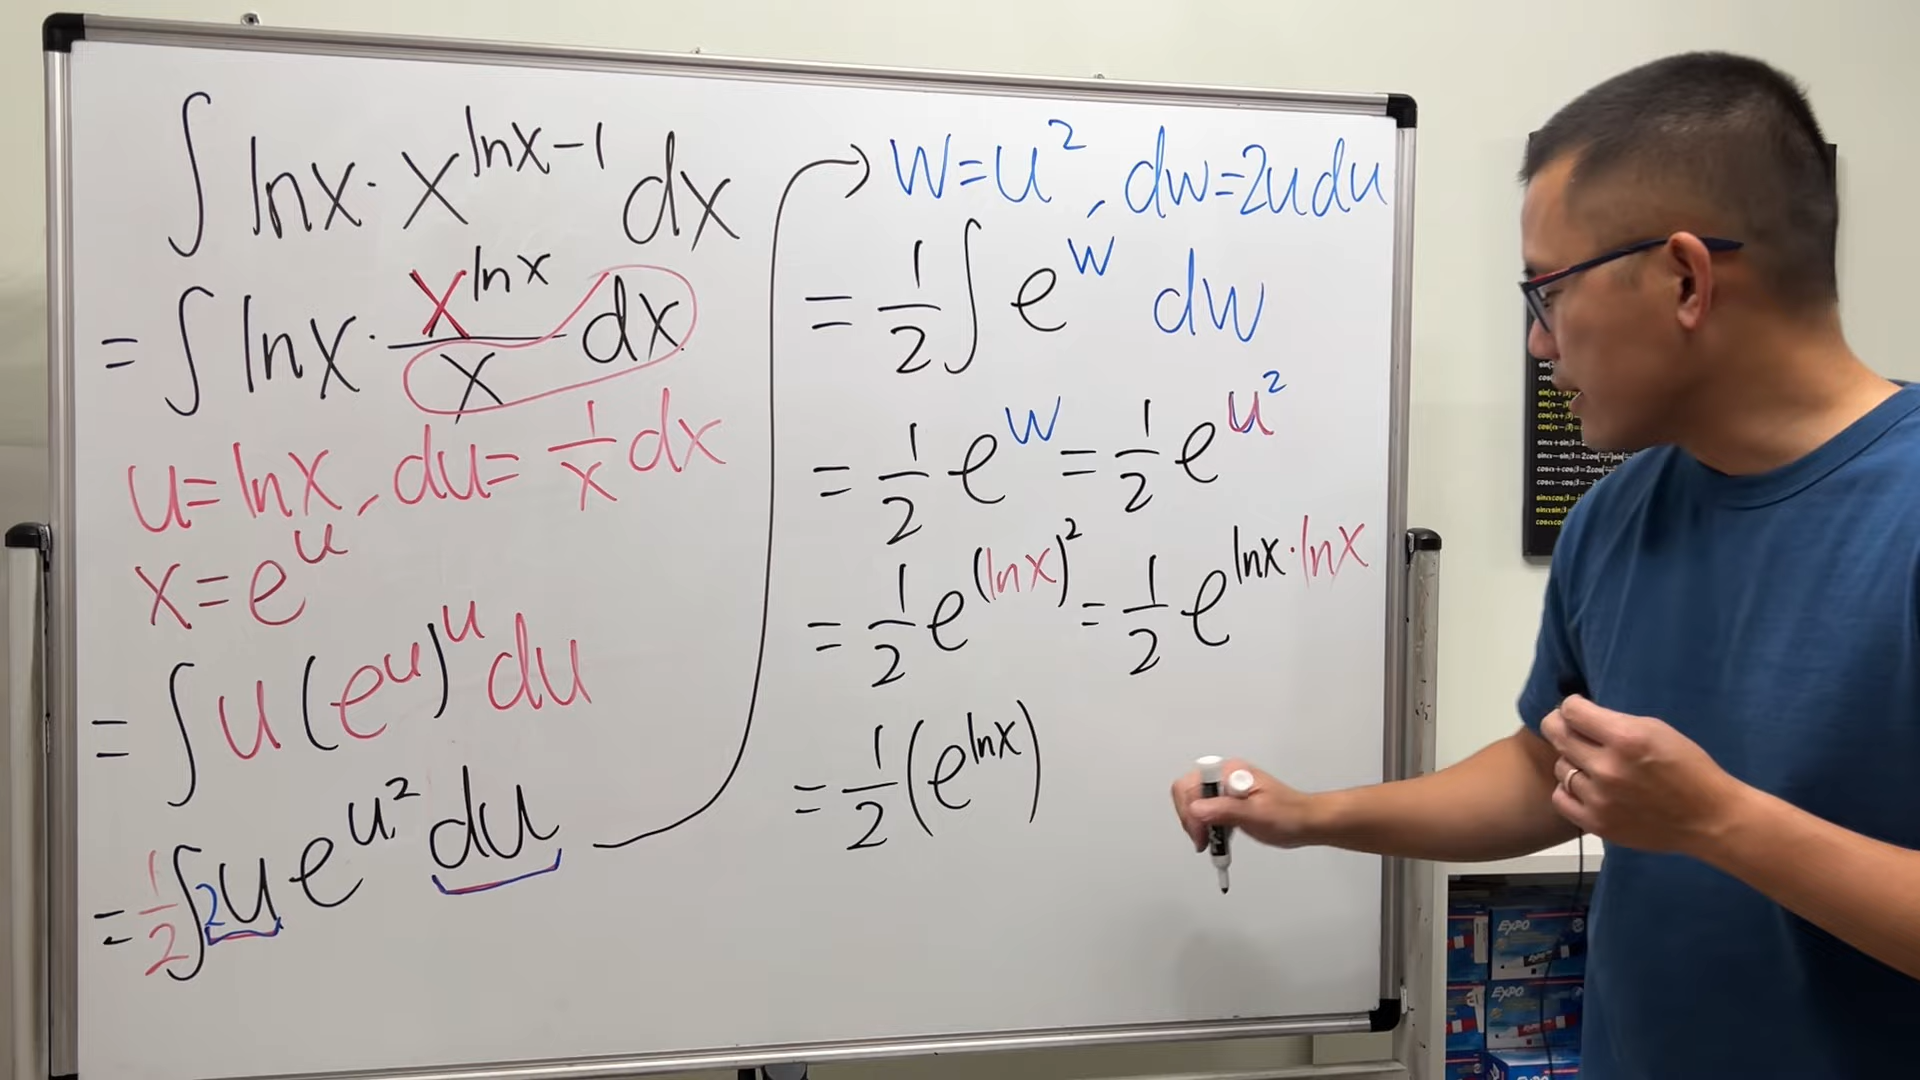 ∫ lnx · x^(lnx-1) dx
= ∫ lnx · x^(lnx)/x dx
u = lnx, du = 1/x dx
x = e^u
= ∫ u (e^u)^u du
= 1/2 ∫ 2u e^(u²) du
w = u², dw = 2u du
= 1/2 ∫ e^w dw
= 1/2 e^w = 1/2 e^(u²)
= 1/2 e^((lnx)²) = 1/2 e^(lnx · lnx)
= 1/2 (e^(lnx))
EXPO
EXPO